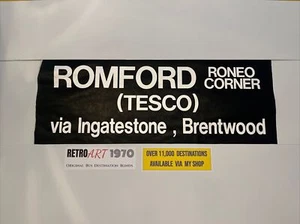 ROMFORD RONEO CORNER
(TESCO)
via Ingatestone , Brentwood
RETRO ART 1970
ORIGINAL BUS DESTINATION BLINDS
OVER 11,000 DESTINATIONS
AVAILABLE VIA MY SHOP